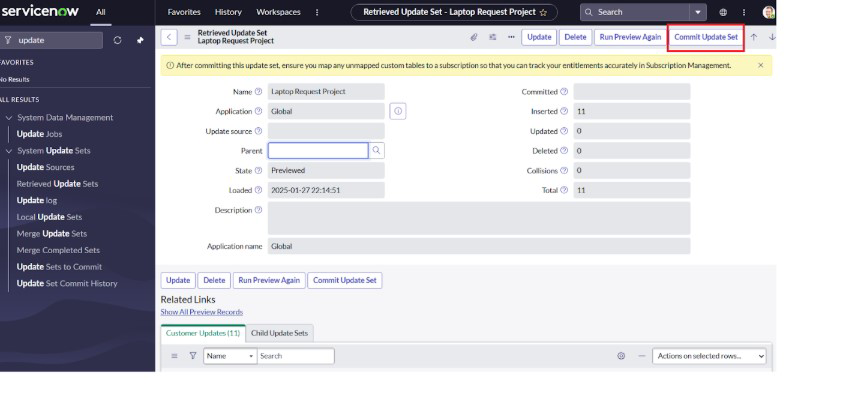 servicenow All Favorites History Workspaces Retrieved Update Set - Laptop Request Project Search
update
Retrieved Update Set
Laptop Request Project
Update Delete Run Preview Again Commit Update Set
FAVORITES
No Results
ALL RESULTS
System Data Management
Update Jobs
System Update Sets
Update Sources
Retrieved Update Sets
Update log
Local Update Sets
Merge Update Sets
Merge Completed Sets
Update Sets to Commit
Update Set Commit History
After committing this update set, ensure you map any unmapped custom tables to a subscription so that you can track your entitlements accurately in Subscription Management.
Name Laptop Request Project Committed
Application Global Inserted 11
Update source Updated 0
Parent Deleted 0
State Previewed Collisions 0
Loaded 2025-01-27 22:14:51 Total 11
Description
Application name Global
Update Delete Run Preview Again Commit Update Set
Related Links
Show All Preview Records
Customer Updates (11) Child Update Sets
Name Search Actions on selected rows...